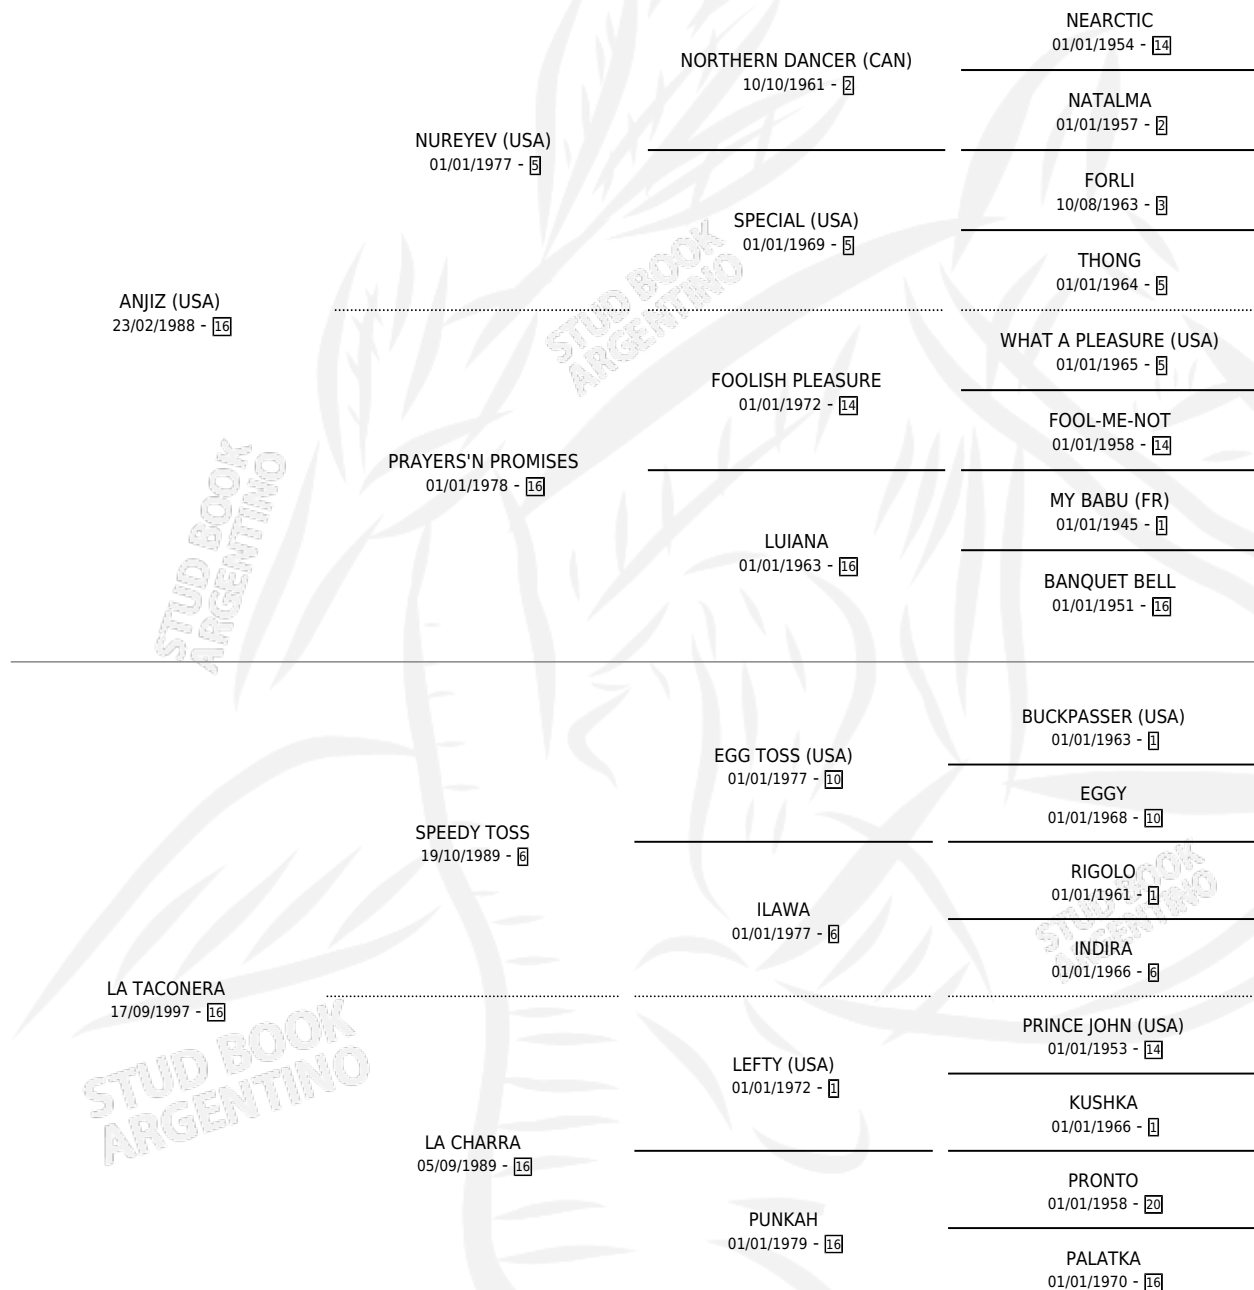 NEARCTIC
01/01/1954 - 14
NORTHERN DANCER (CAN)
10/10/1961 - 2
NATALMA
01/01/1957 - 2
NUREYEV (USA)
01/01/1977 - 5
FORLI
10/08/1963 - 3
SPECIAL (USA)
01/01/1969 - 5
THONG
01/01/1964 - 5
ANJIZ (USA)
23/02/1988 - 16
WHAT A PLEASURE (USA)
01/01/1965 - 5
FOOLISH PLEASURE
01/01/1972 - 14
FOOL-ME-NOT
01/01/1958 - 14
PRAYERS'N PROMISES
01/01/1978 - 16
MY BABU (FR)
01/01/1945 - 1
LUIANA
01/01/1963 - 16
BANQUET BELL
01/01/1951 - 16
BUCKPASSER (USA)
01/01/1963 - 1
EGG TOSS (USA)
01/01/1977 - 10
EGGY
01/01/1968 - 10
SPEEDY TOSS
19/10/1989 - 6
RIGOLO
01/01/1961 - 1
ILAWA
01/01/1977 - 6
INDIRA
01/01/1966 - 6
LA TACONERA
17/09/1997 - 16
PRINCE JOHN (USA)
01/01/1953 - 14
LEFTY (USA)
01/01/1972 - 1
KUSHKA
01/01/1966 - 1
LA CHARRA
05/09/1989 - 16
PRONTO
01/01/1958 - 20
PUNKAH
01/01/1979 - 16
PALATKA
01/01/1970 - 16
STUD BOOK
ARGENTINO
STUD BOOK
ARGENTINO
STUD BOOK
ARGENTINO
STUD BOOK
ARGENTINO